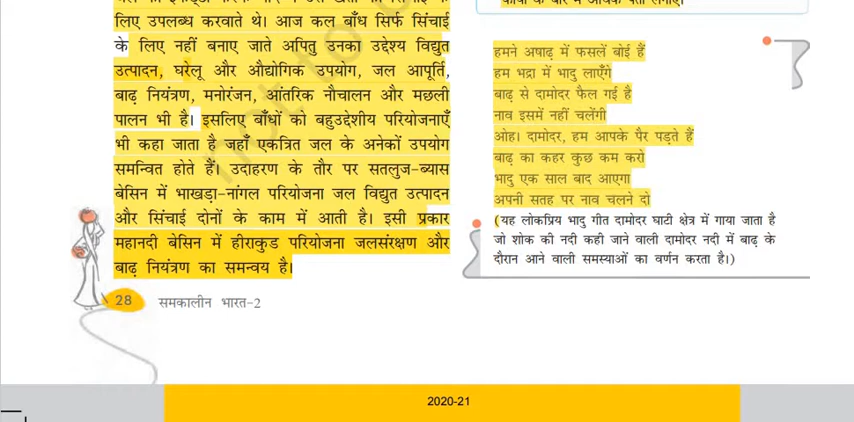 लिए उपलब्ध करवाते थे। आज कल बाँध सिर्फ सिंचाई
के लिए नहीं बनाए जाते अपितु उनका उद्देश्य विद्युत
उत्पादन, घरेलू और औद्योगिक उपयोग, जल आपूर्ति,
बाढ़ नियंत्रण, मनोरंजन, आंतरिक नौचालन और मछली
पालन भी है। इसलिए बाँधों को बहुउद्देशीय परियोजनाएँ
भी कहा जाता है जहाँ एकत्रित जल के अनेकों उपयोग
समन्वित होते हैं। उदाहरण के तौर पर सतलुज-ब्यास
बेसिन में भाखड़ा-नांगल परियोजना जल विद्युत उत्पादन
और सिंचाई दोनों के काम में आती है। इसी प्रकार
महानदी बेसिन में हीराकुड परियोजना जलसंरक्षण और
बाढ़ नियंत्रण का समन्वय है।
28 समकालीन भारत-2
हमने अषाढ़ में फसलें बोई हैं
हम भद्रा में भादु लाएँगे
बाढ़ से दामोदर फैल गई है
नाव इसमें नहीं चलेंगी
ओह। दामोदर, हम आपके पैर पड़ते हैं
बाढ़ का कहर कुछ कम करो
भादु एक साल बाद आएगा
अपनी सतह पर नाव चलने दो
(यह लोकप्रिय भादु गीत दामोदर घाटी क्षेत्र में गाया जाता है
जो शोक की नदी कही जाने वाली दामोदर नदी में बाढ़ के
दौरान आने वाली समस्याओं का वर्णन करता है।)
2020-21